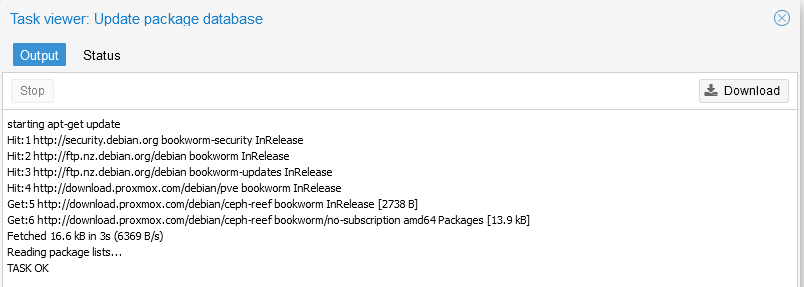 Task viewer: Update package database
Output Status
Stop Download
starting apt-get update
Hit:1 http://security.debian.org bookworm-security InRelease
Hit:2 http://ftp.nz.debian.org/debian bookworm InRelease
Hit:3 http://ftp.nz.debian.org/debian bookworm-updates InRelease
Hit:4 http://download.proxmox.com/debian/pve bookworm InRelease
Get:5 http://download.proxmox.com/debian/ceph-reef bookworm InRelease [2738 B]
Get:6 http://download.proxmox.com/debian/ceph-reef bookworm/no-subscription amd64 Packages [13.9 kB]
Fetched 16.6 kB in 3s (6369 B/s)
Reading package lists...
TASK OK